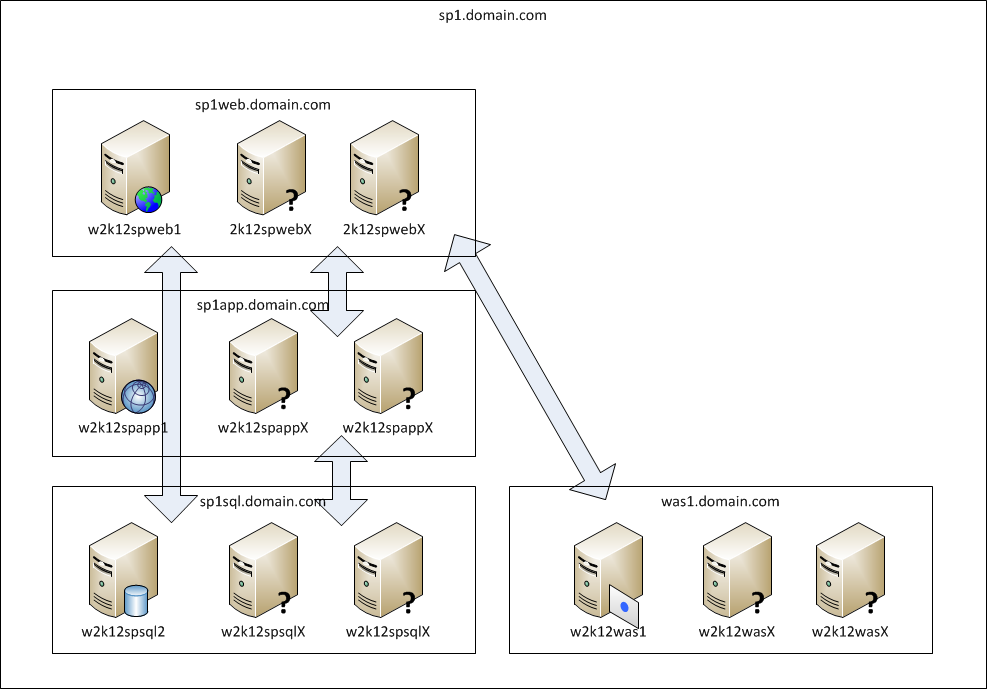 sp1.domain.com
sp1web.domain.com
w2k12spweb1
2k12spwebX
2k12spwebX
sp1app.domain.com
w2k12spapp1
w2k12spappX
w2k12spappX
sp1sql.domain.com
was1.domain.com
w2k12spsql2
w2k12spsqlX
w2k12spsqlX
w2k12was1
w2k12wasX
w2k12wasX